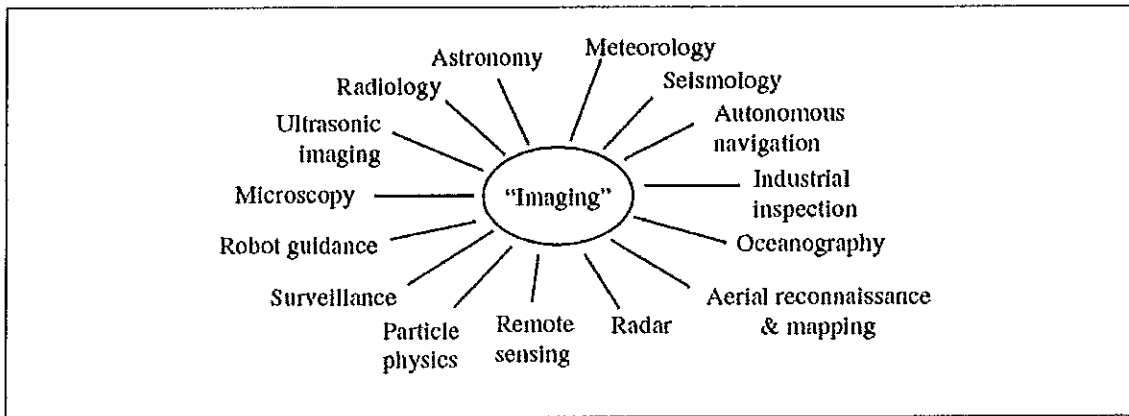 Meteorology
Astronomy
Seismology
Radiology
Autonomous
navigation
Ultrasonic
imaging
Industrial
inspection
Microscopy
“Imaging”
Robot guidance
Oceanography
Surveillance
Aerial reconnaissance
& mapping
Particle
physics
Remote
sensing
Radar